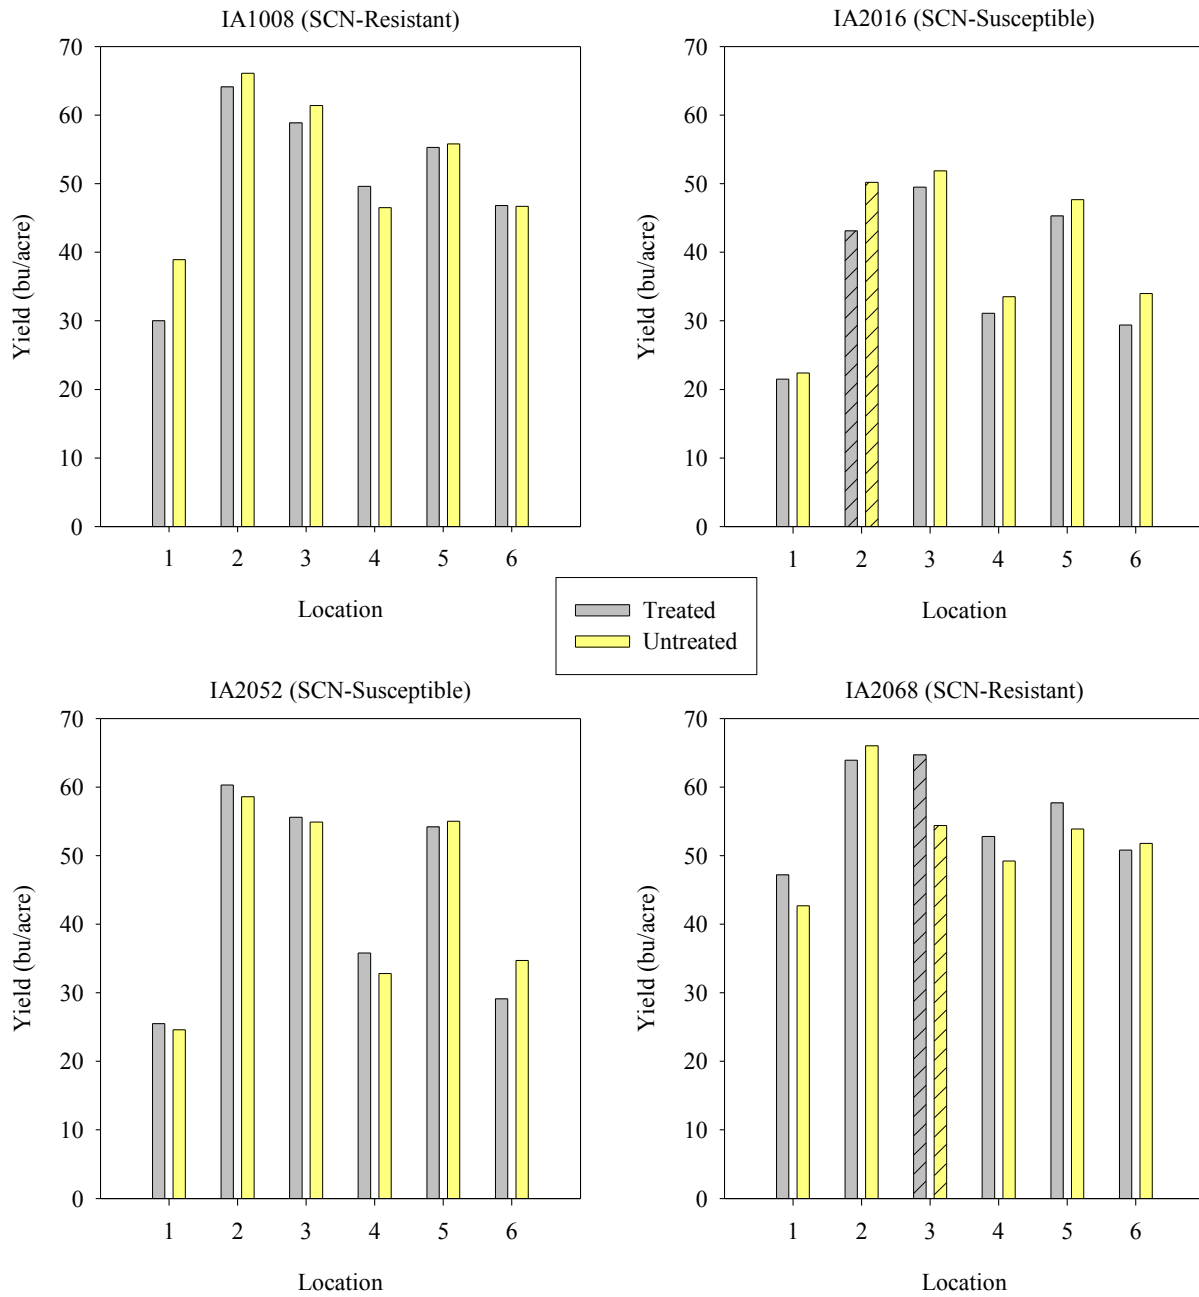 IA1008 (SCN-Resistant)
70
60
50
40
30
20
10
0
Yield (bu/acre)
1 2 3 4 5 6
Location
IA2016 (SCN-Susceptible)
70
60
50
40
30
20
10
0
Yield (bu/acre)
1 2 3 4 5 6
Location
Treated
Untreated
IA2052 (SCN-Susceptible)
70
60
50
40
30
20
10
0
Yield (bu/acre)
1 2 3 4 5 6
Location
IA2068 (SCN-Resistant)
70
60
50
40
30
20
10
0
Yield (bu/acre)
1 2 3 4 5 6
Location